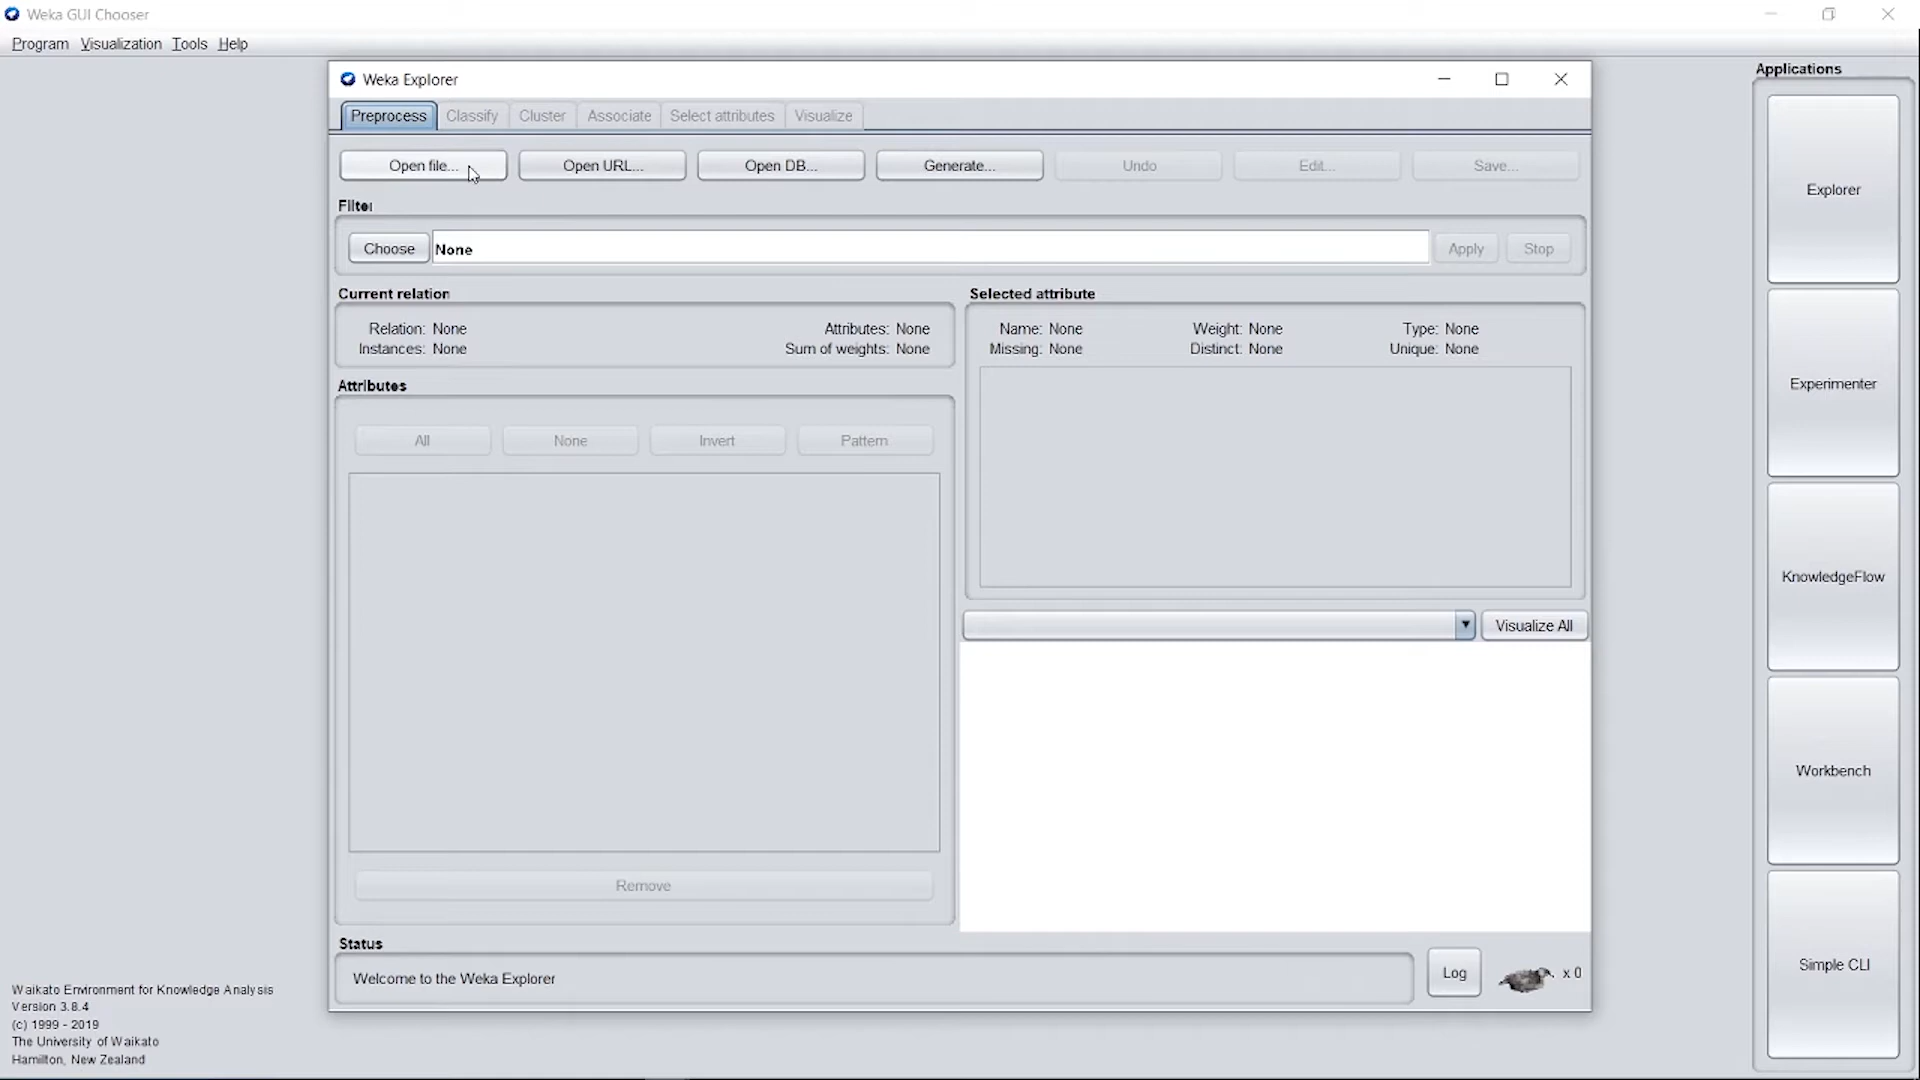 Weka GUI Chooser
Program Visualization Tools Help
Applications
Weka Explorer
Preprocess Classify Cluster Associate Select attributes Visualize
Open file... Open URL... Open DB... Generate... Undo Edit... Save...
Filter
Choose None Apply Stop
Current relation
Relation: None Attributes: None
Instances: None Sum of weights: None
Selected attribute
Name: None Weight: None Type: None
Missing: None Distinct: None Unique: None
Attributes
All None Invert Pattern
Visualize All
Remove
Status
Welcome to the Weka Explorer
Log x 0
Explorer
Experimenter
KnowledgeFlow
Workbench
Simple CLI
Waikato Environment for Knowledge Analysis
Version 3.8.4
(c) 1999 - 2019
The University of Waikato
Hamilton, New Zealand